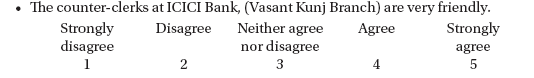 • The counter-clerks at ICICI Bank, (Vasant Kunj Branch) are very friendly.
Strongly Disagree Neither agree Agree Strongly
disagree nor disagree agree
1 2 3 4 5